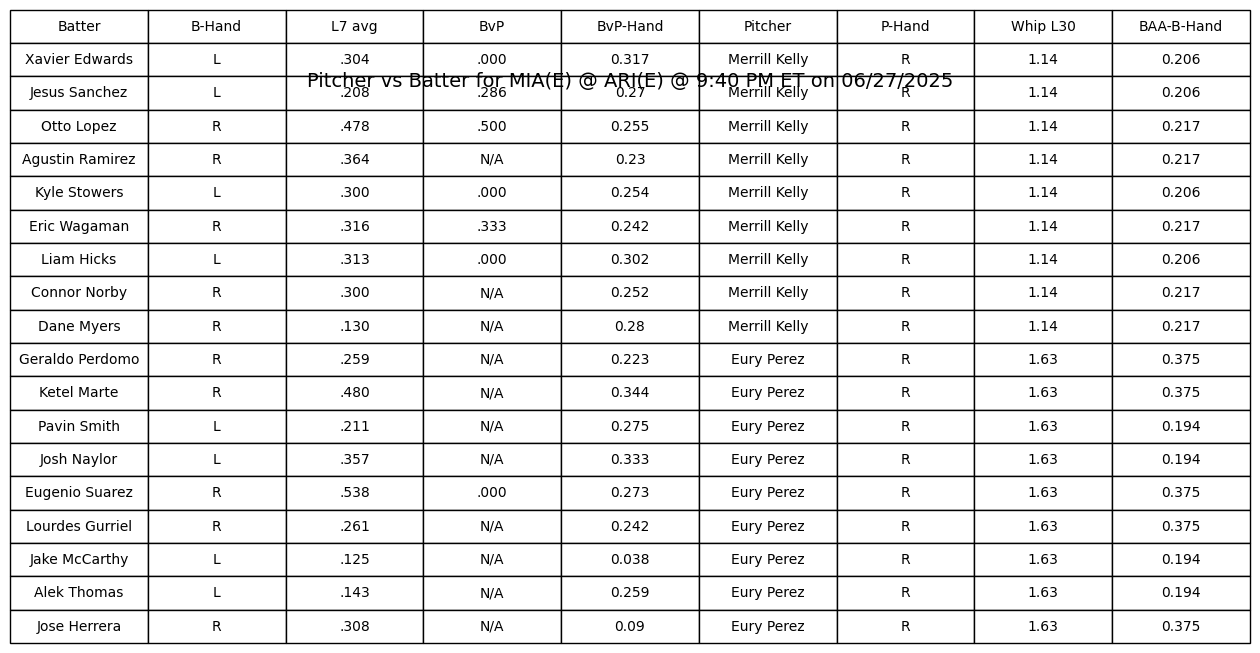 Batter B-Hand L7 avg BvP BvP-Hand Pitcher P-Hand Whip L30 BAA-B-Hand
Xavier Edwards L .304 .000 0.317 Merrill Kelly R 1.14 0.206
Pitcher vs Batter for MIA(E) @ ARI(E) @ 9:40 PM ET on 06/27/2025
Jesus Sanchez L .208 .286 0.27 Merrill Kelly R 1.14 0.206
Otto Lopez R .478 .500 0.255 Merrill Kelly R 1.14 0.217
Agustin Ramirez R .364 N/A 0.23 Merrill Kelly R 1.14 0.217
Kyle Stowers L .300 .000 0.254 Merrill Kelly R 1.14 0.206
Eric Wagaman R .316 .333 0.242 Merrill Kelly R 1.14 0.217
Liam Hicks L .313 .000 0.302 Merrill Kelly R 1.14 0.206
Connor Norby R .300 N/A 0.252 Merrill Kelly R 1.14 0.217
Dane Myers R .130 N/A 0.28 Merrill Kelly R 1.14 0.217
Geraldo Perdomo R .259 N/A 0.223 Eury Perez R 1.63 0.375
Ketel Marte R .480 N/A 0.344 Eury Perez R 1.63 0.375
Pavin Smith L .211 N/A 0.275 Eury Perez R 1.63 0.194
Josh Naylor L .357 N/A 0.333 Eury Perez R 1.63 0.194
Eugenio Suarez R .538 .000 0.273 Eury Perez R 1.63 0.375
Lourdes Gurriel R .261 N/A 0.242 Eury Perez R 1.63 0.375
Jake McCarthy L .125 N/A 0.038 Eury Perez R 1.63 0.194
Alek Thomas L .143 N/A 0.259 Eury Perez R 1.63 0.194
Jose Herrera R .308 N/A 0.09 Eury Perez R 1.63 0.375